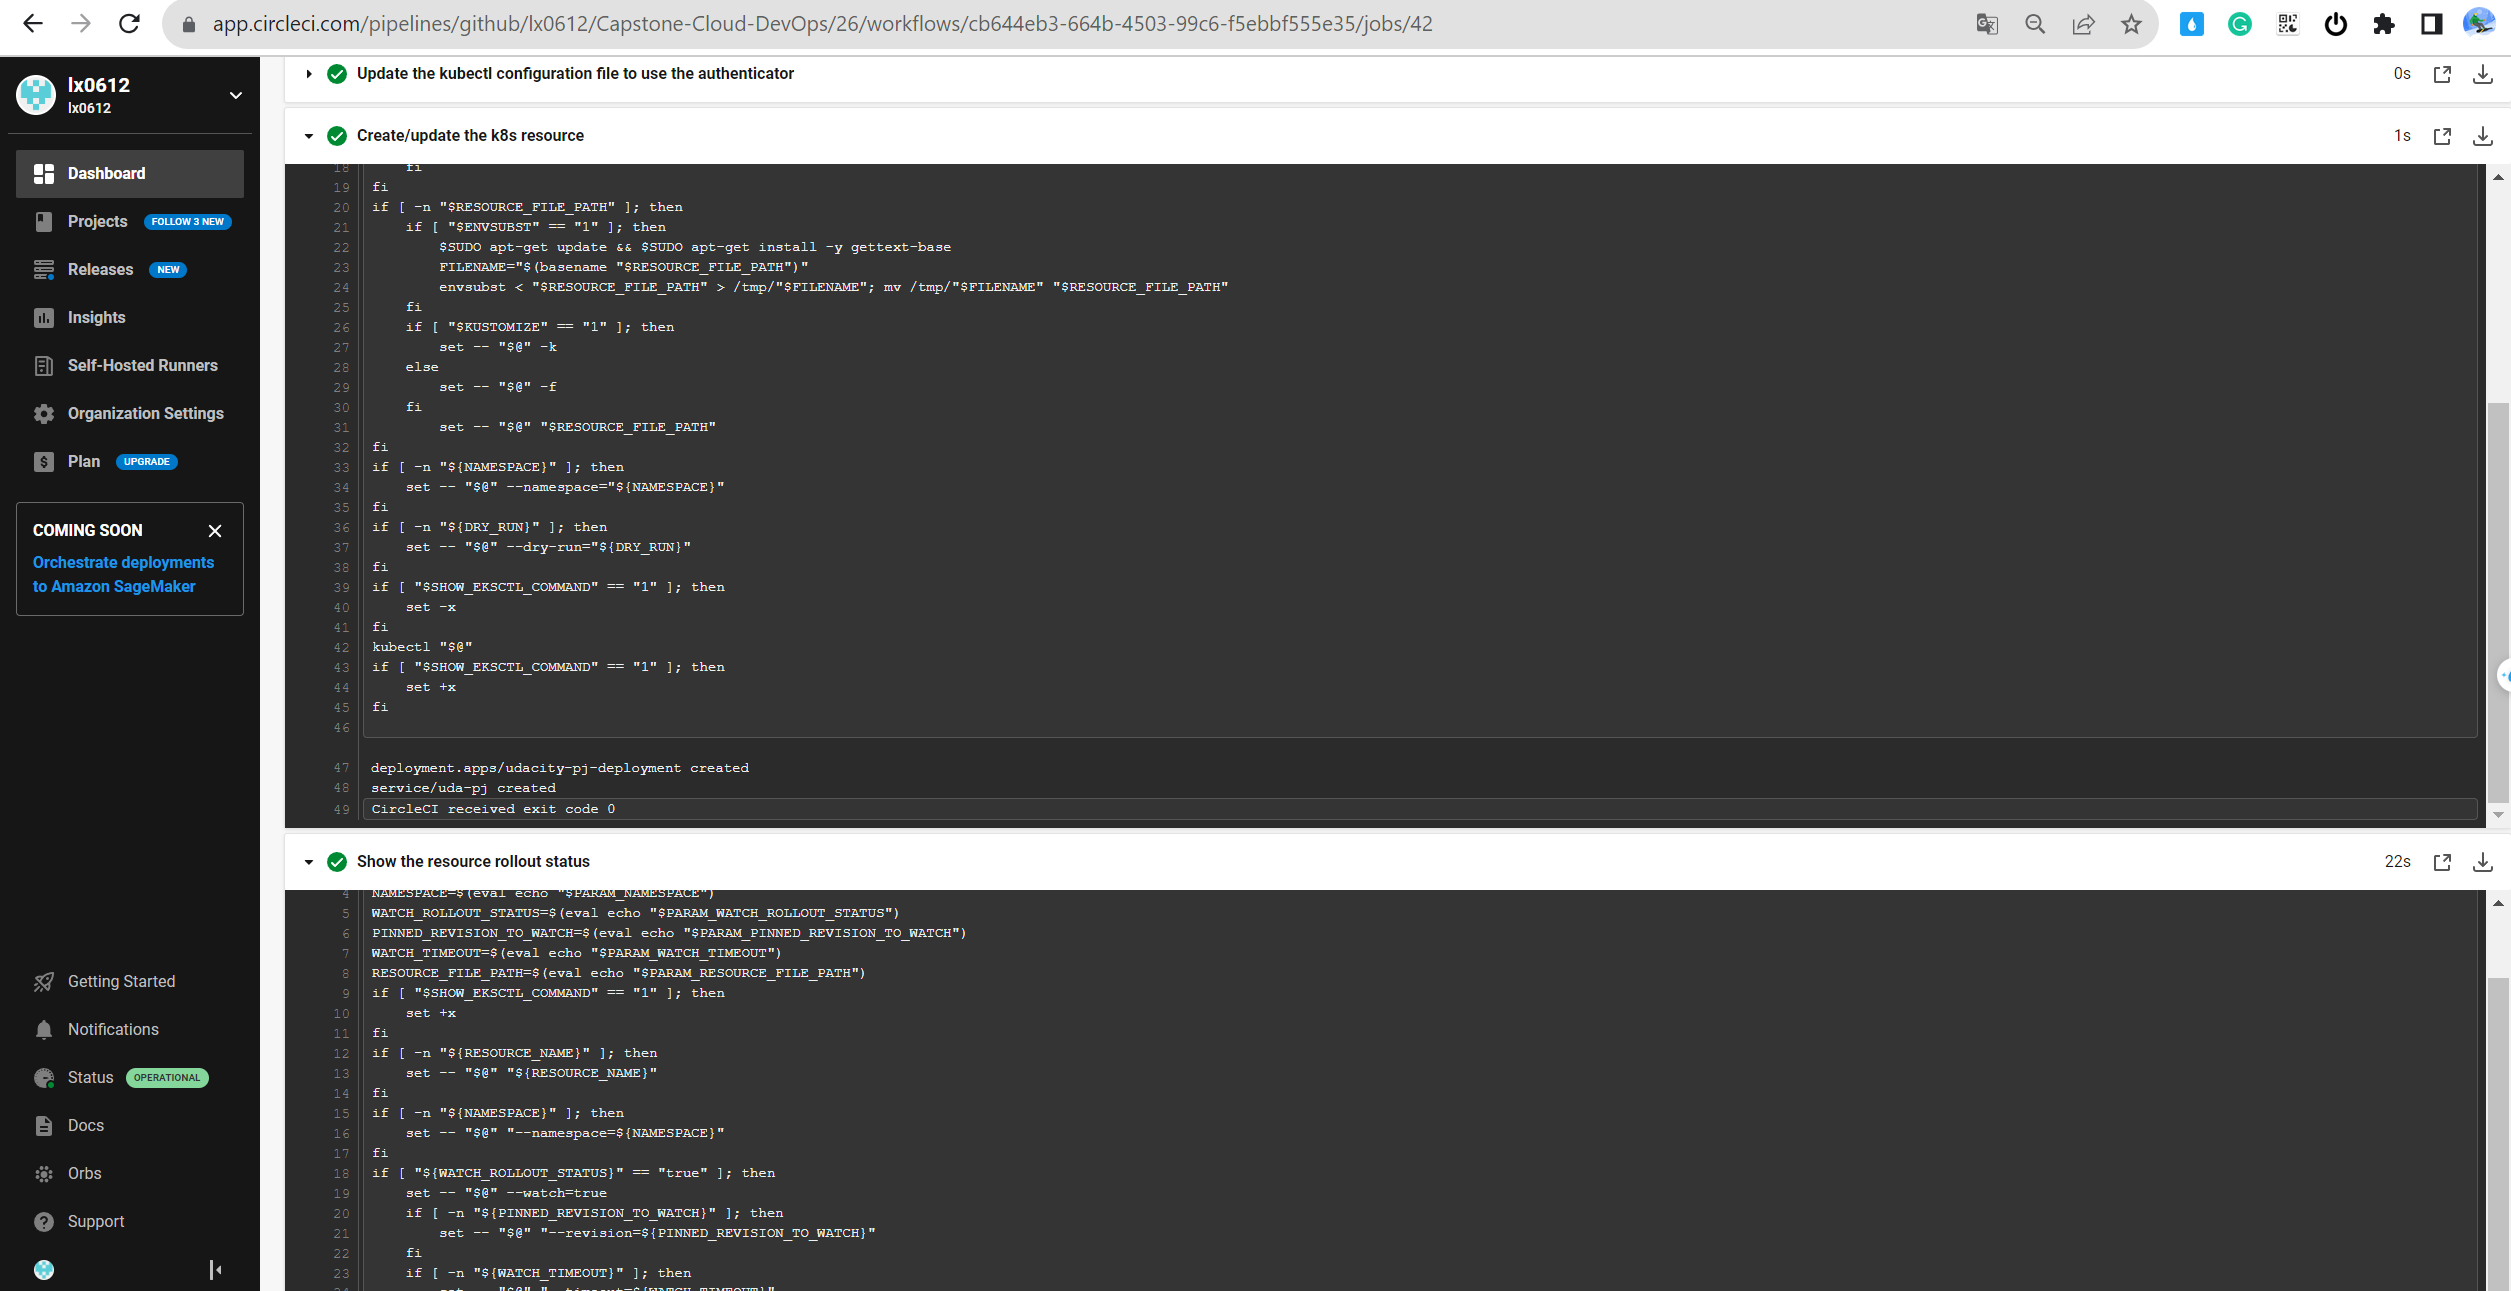 app.circleci.com/pipelines/github/lx0612/Capstone-Cloud-DevOps/26/workflows/cb644eb3-664b-4503-99c6-f5ebbf555e35/jobs/42
lx0612
lx0612
Dashboard
Projects FOLLOW 3 NEW
Releases NEW
Insights
Self-Hosted Runners
Organization Settings
Plan UPGRADE
COMING SOON
Orchestrate deployments
to Amazon SageMaker
Getting Started
Notifications
Status OPERATIONAL
Docs
Orbs
Support
Update the kubectl configuration file to use the authenticator 0s
Create/update the k8s resource 1s
18 fi
19 fi
20 if [ -n "$RESOURCE_FILE_PATH" ]; then
21 if [ "$ENVSUBST" == "1" ]; then
22 $SUDO apt-get update && $SUDO apt-get install -y gettext-base
23 FILENAME="$(basename "$RESOURCE_FILE_PATH")"
24 envsubst < "$RESOURCE_FILE_PATH" > /tmp/"$FILENAME"; mv /tmp/"$FILENAME" "$RESOURCE_FILE_PATH"
25 fi
26 if [ "$KUSTOMIZE" == "1" ]; then
27 set -- "$@" -k
28 else
29 set -- "$@" -f
30 fi
31 set -- "$@" "$RESOURCE_FILE_PATH"
32 fi
33 if [ -n "${NAMESPACE}" ]; then
34 set -- "$@" --namespace="${NAMESPACE}"
35 fi
36 if [ -n "${DRY_RUN}" ]; then
37 set -- "$@" --dry-run="${DRY_RUN}"
38 fi
39 if [ "$SHOW_EKSCTL_COMMAND" == "1" ]; then
40 set -x
41 fi
42 kubectl "$@"
43 if [ "$SHOW_EKSCTL_COMMAND" == "1" ]; then
44 set +x
45 fi
46
47 deployment.apps/udacity-pj-deployment created
48 service/uda-pj created
49 CircleCI received exit code 0
Show the resource rollout status 22s
4 NAMESPACE=$(eval echo "$PARAM_NAMESPACE")
5 WATCH_ROLLOUT_STATUS=$(eval echo "$PARAM_WATCH_ROLLOUT_STATUS")
6 PINNED_REVISION_TO_WATCH=$(eval echo "$PARAM_PINNED_REVISION_TO_WATCH")
7 WATCH_TIMEOUT=$(eval echo "$PARAM_WATCH_TIMEOUT")
8 RESOURCE_FILE_PATH=$(eval echo "$PARAM_RESOURCE_FILE_PATH")
9 if [ "$SHOW_EKSCTL_COMMAND" == "1" ]; then
10 set +x
11 fi
12 if [ -n "${RESOURCE_NAME}" ]; then
13 set -- "$@" "${RESOURCE_NAME}"
14 fi
15 if [ -n "${NAMESPACE}" ]; then
16 set -- "$@" "--namespace=${NAMESPACE}"
17 fi
18 if [ "${WATCH_ROLLOUT_STATUS}" == "true" ]; then
19 set -- "$@" --watch=true
20 if [ -n "${PINNED_REVISION_TO_WATCH}" ]; then
21 set -- "$@" "--revision=${PINNED_REVISION_TO_WATCH}"
22 fi
23 if [ -n "${WATCH_TIMEOUT}" ]; then
24 set -- "$@" "--timeout=${WATCH_TIMEOUT}"